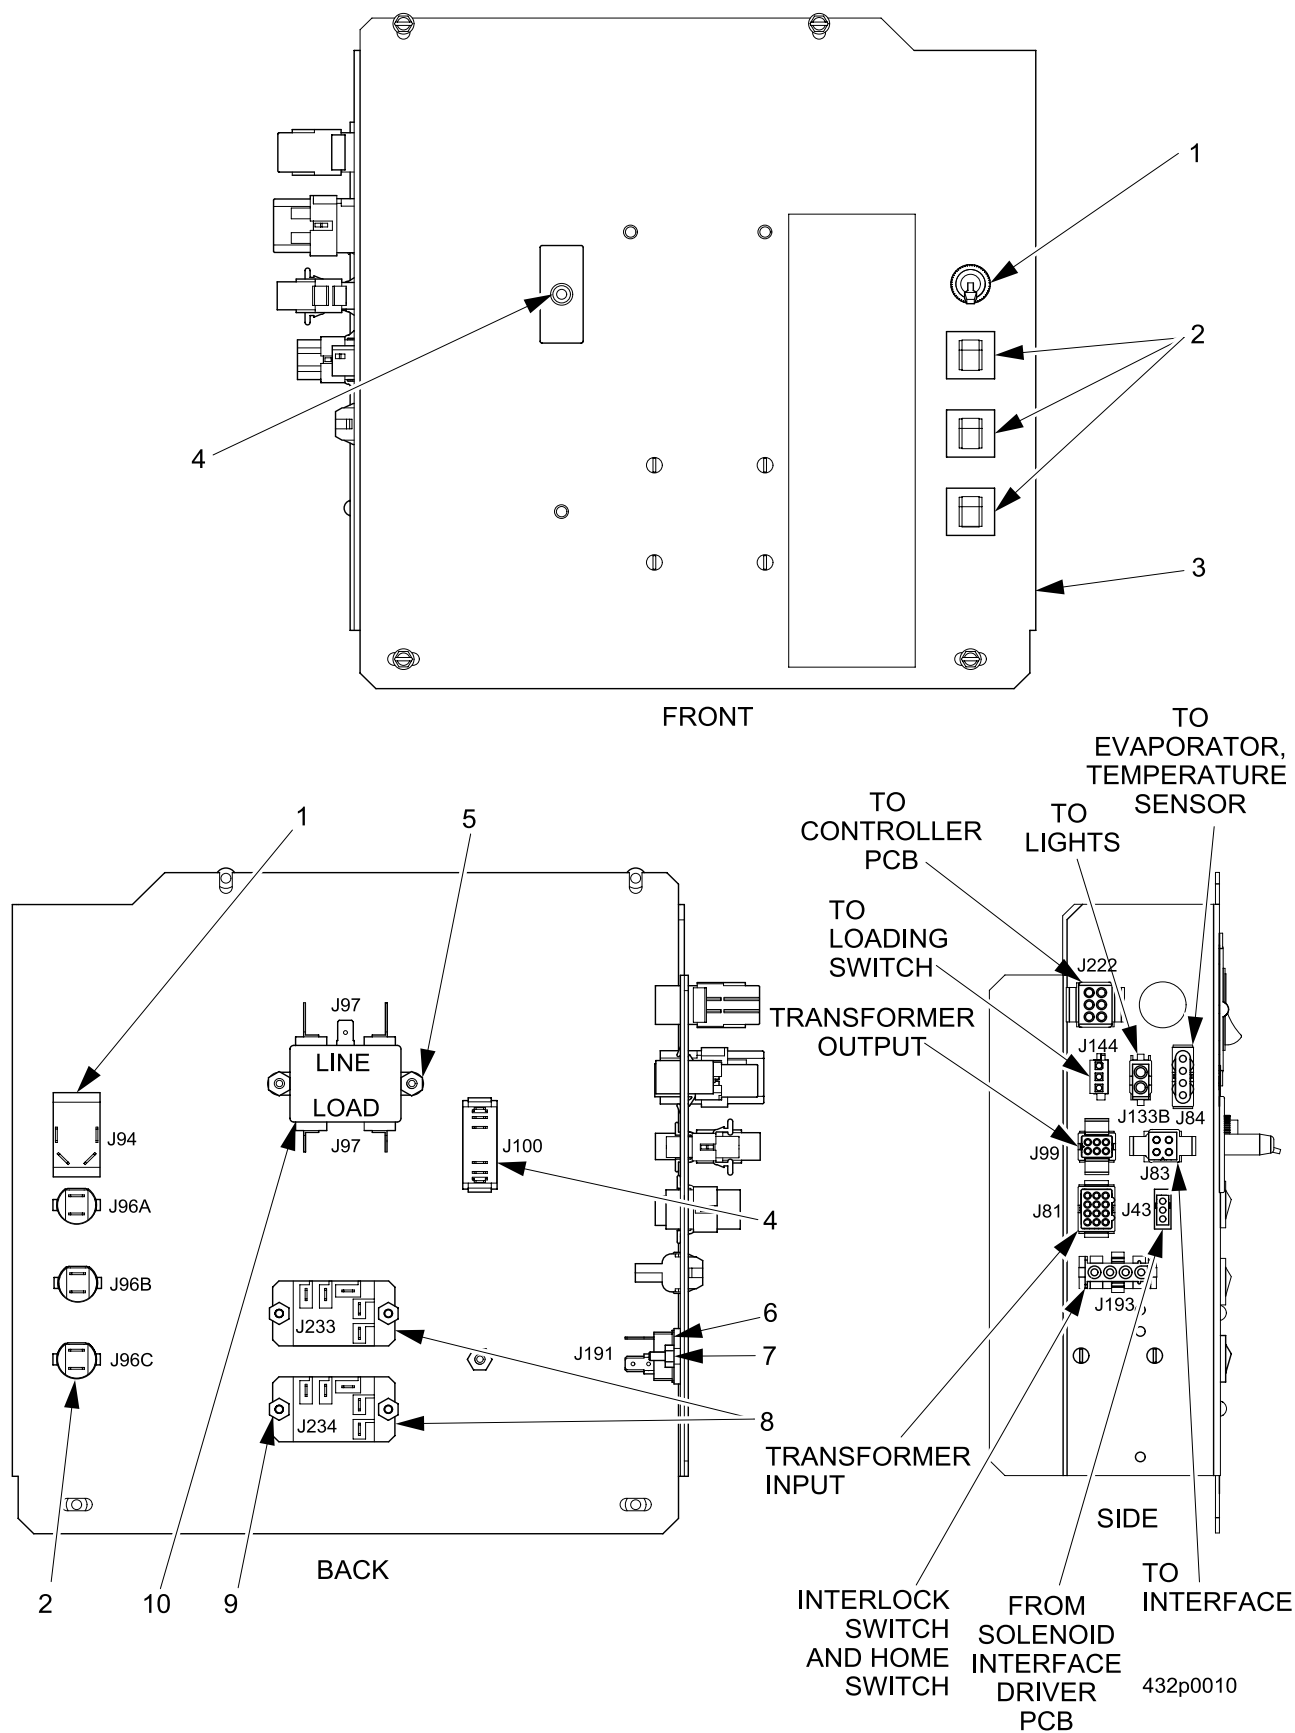 1
2
4
3
FRONT
TO
EVAPORATOR,
TEMPERATURE
SENSOR
TO
CONTROLLER
PCB
TO
LIGHTS
1
5
TO
LOADING
SWITCH
J222
J97
TRANSFORMER
OUTPUT
J144
LINE
LOAD
J94
J97
J100
J133B
J84
J99
J83
J96A
4
J81
J43
J96B
J193
J233
6
J191
7
J96C
J234
8
TRANSFORMER
INPUT
SIDE
BACK
2
10
9
TO
INTERFACE
INTERLOCK
SWITCH
AND HOME
SWITCH
FROM
SOLENOID
INTERFACE
DRIVER
PCB
432p0010